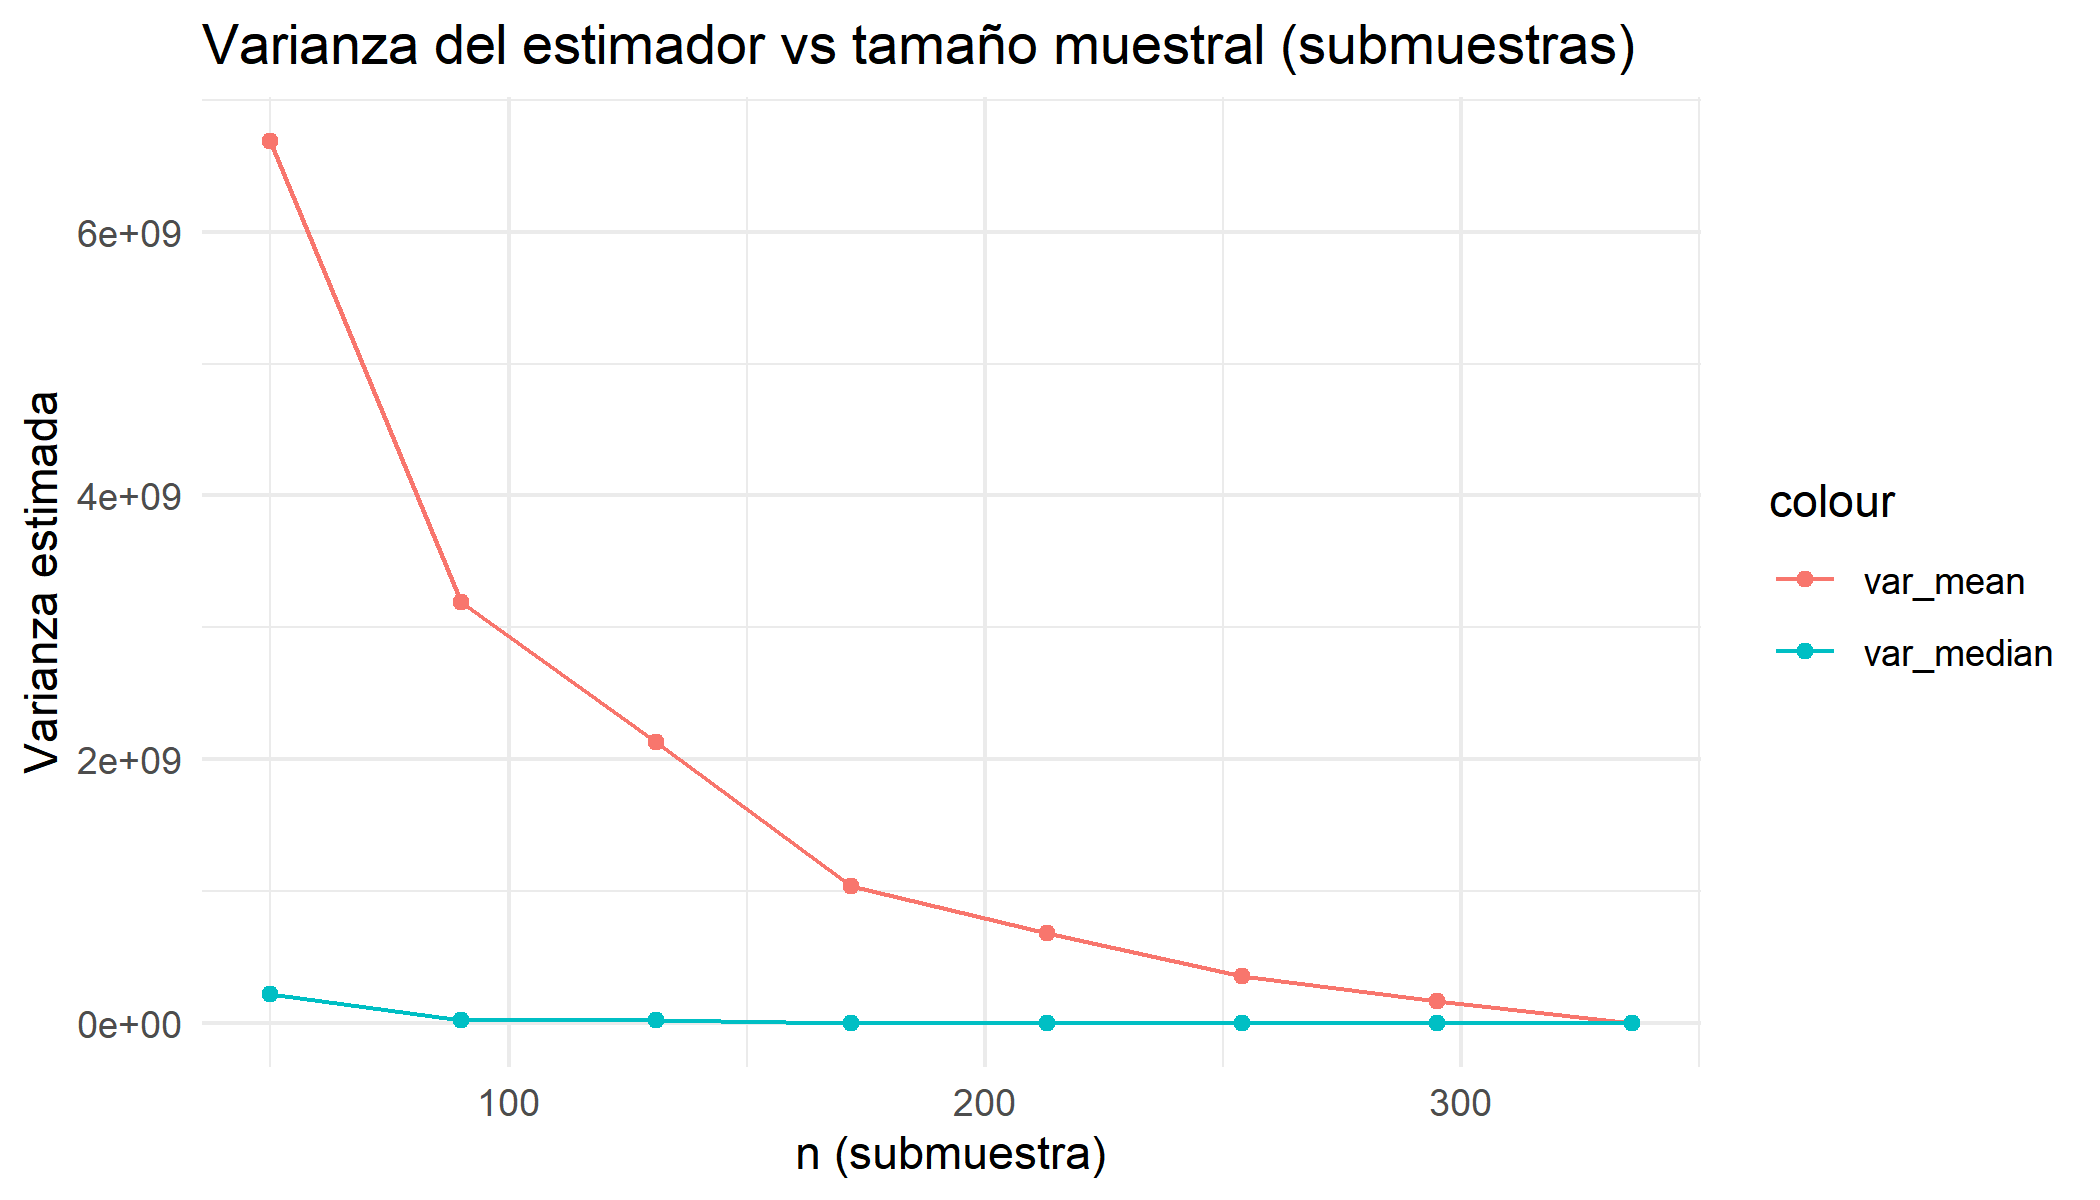 Varianza del estimador vs tamaño muestral (submuestras)
Varianza estimada
6e+09
4e+09
2e+09
0e+00
100
200
300
n (submuestra)
colour
var_mean
var_median